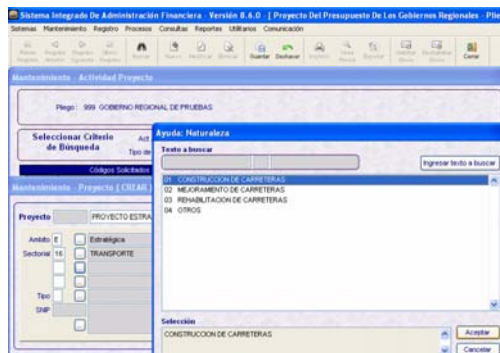 Sistema Integrado De Administración Financiera - Versión 8.6.0 - [ Proyecto Del Presupuesto De Los Gobiernos Regionales - Plie
Sistemas Mantenimiento Registro Procesos Consultas Reportes Utilitarios Comunicación
Guardar Deshacer Cerrar
Mantenimiento - Actividad Proyecto
Pliego : 999 GOBIERNO REGIONAL DE PRUEBAS
Seleccionar Criterio
de Búsqueda
Act
Tipo de
Códigos Solicitados
Mantenimiento - Proyecto [ CREAR ]
Proyecto PROYECTO ESTRA
Ambito E Estratégica
Sectorial 16 TRANSPORTE
Tipo
SNIP
Ayuda: Naturaleza
Texto a buscar
Ingresar texto a buscar
01 CONSTRUCCION DE CARRETERAS
02 MEJORAMIENTO DE CARRETERAS
03 REHABILITACION DE CARRETERAS
04 OTROS
Selección
CONSTRUCCION DE CARRETERAS
Aceptar
Cancelar